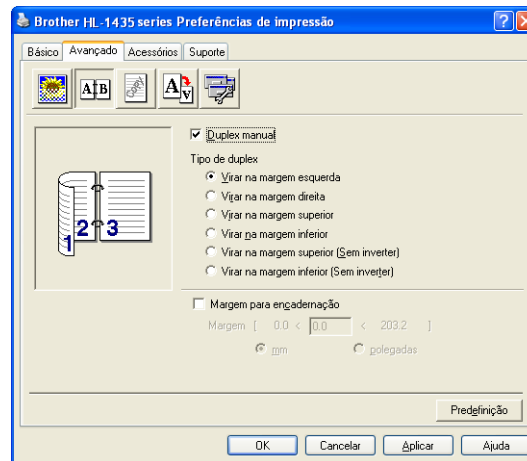 Brother HL-1435 series Preferências de impressão
Básico Avançado Acessórios Suporte
A B
A
V
Duplex manual
Tipo de duplex
Virar na margem esquerda
Virar na margem direita
Virar na margem superior
Virar na margem inferior
Virar na margem superior (Sem inverter)
Virar na margem inferior (Sem inverter)
1 2 3
Margem para encadernação
Margem [ 0.0 < 0.0 < 203.2 ]
mm polegadas
Predefinição
OK Cancelar Aplicar Ajuda